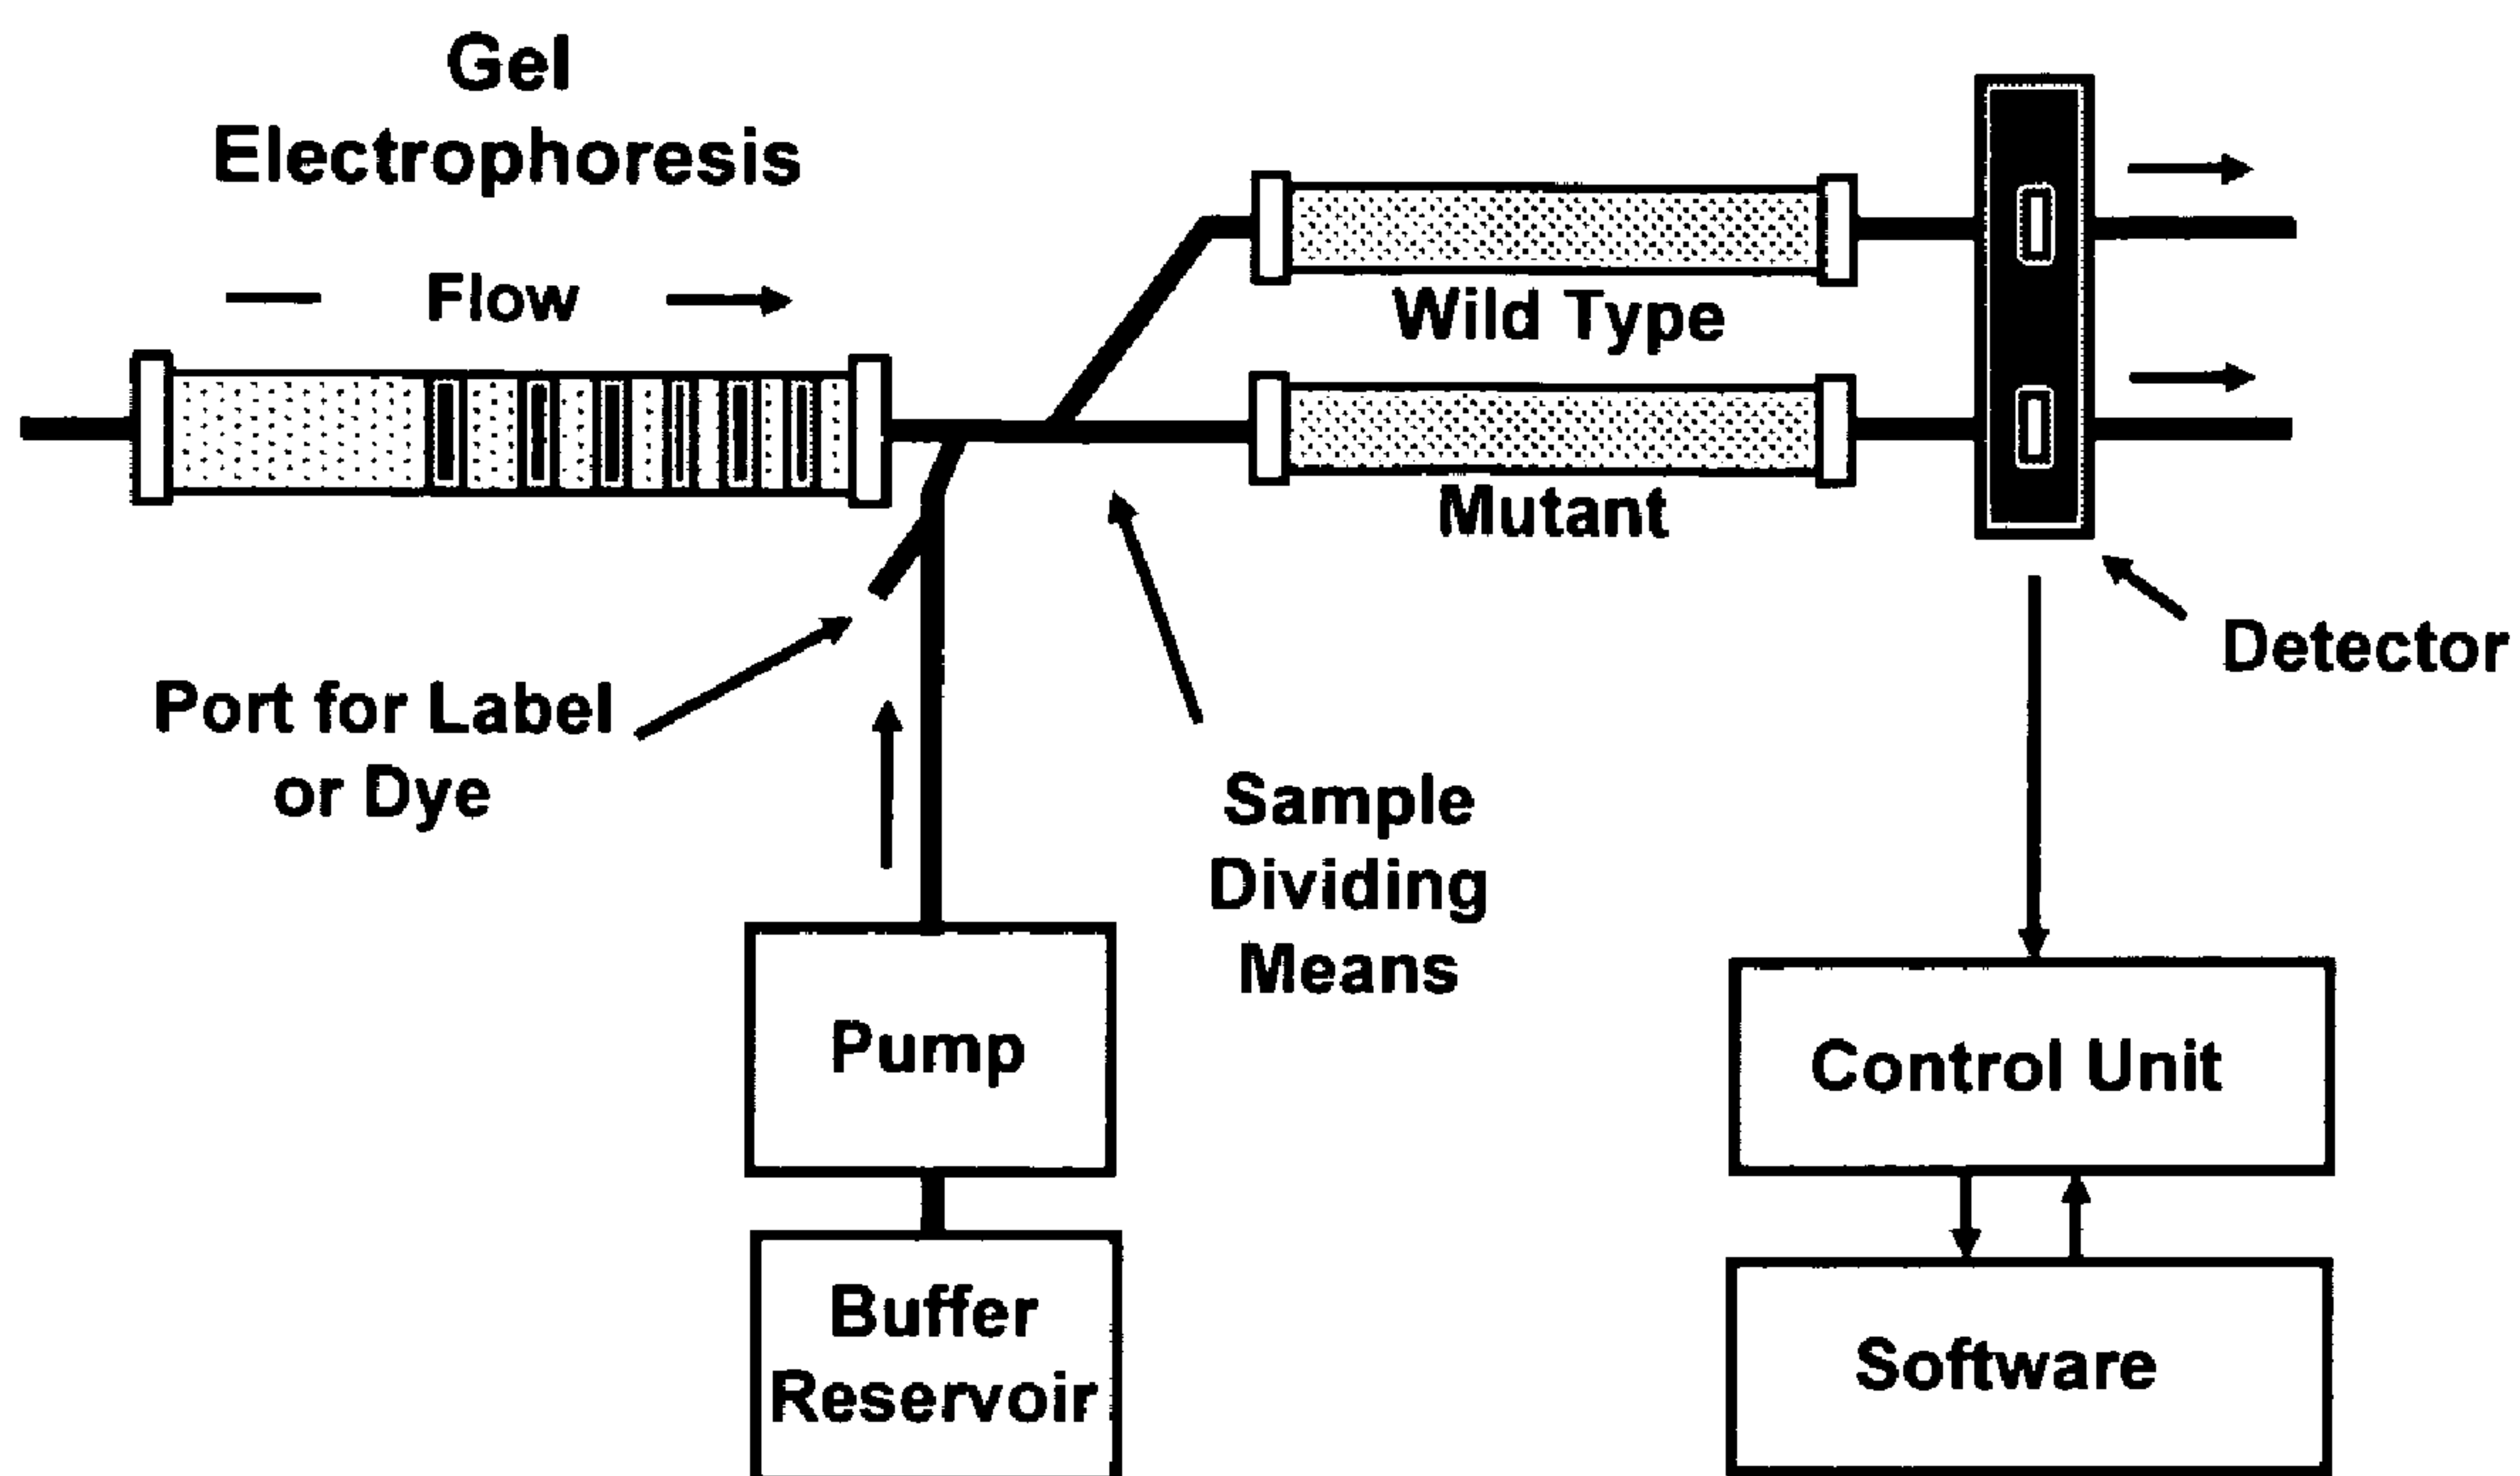 Gel
Electrophoresis
Flow
Wild Type
Mutant
Detector
Port for Label
or Dye
Sample
Dividing
Means
Pump
Control Unit
Buffer
Reservoir
Software